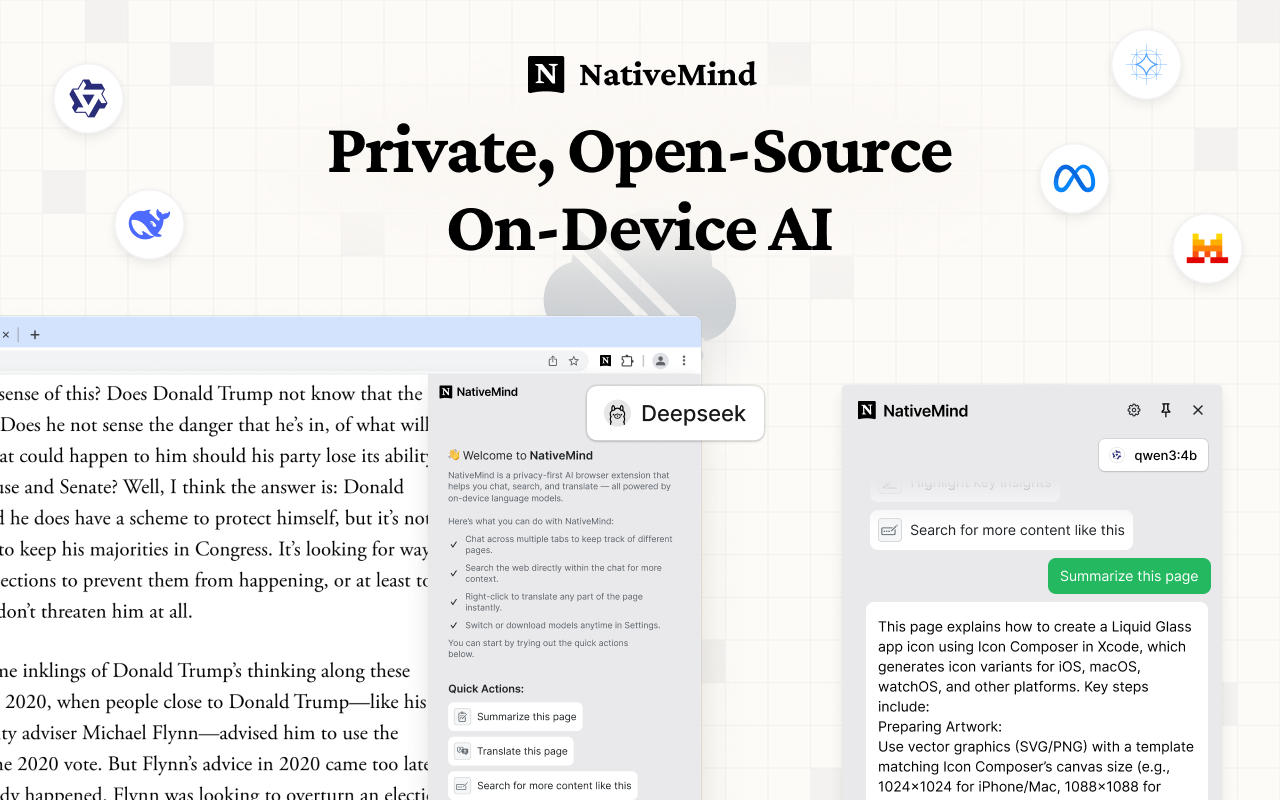 NativeMind
Private, Open-Source
On-Device AI
sense of this? Does Donald Trump not know that the
Does he not sense the danger that he's in, of what will
at could happen to him should his party lose its ability
use and Senate? Well, I think the answer is: Donald
he does have a scheme to protect himself, but it's not
to keep his majorities in Congress. It's looking for way
ections to prevent them from happening, or at least to
don't threaten him at all.
me inklings of Donald Trump's thinking along these
2020, when people close to Donald Trump—like his
ty adviser Michael Flynn—advised him to use the
ne 2020 vote. But Flynn's advice in 2020 came too late
dy happened. Flynn was looking to overturn an electi
NativeMind
Deepseek
👋 Welcome to NativeMind
NativeMind is a privacy-first AI browser extension that
helps you chat, search, and translate — all powered by
on-device language models.
Here's what you can do with NativeMind:
✓ Chat across multiple tabs to keep track of different
pages.
✓ Search the web directly within the chat for more
context.
✓ Right-click to translate any part of the page
instantly.
✓ Switch or download models anytime in Settings.
You can start by trying out the quick actions
below.
Quick Actions:
Summarize this page
Translate this page
Search for more content like this
NativeMind
qwen3:4b
Highlight key insights
Search for more content like this
Summarize this page
This page explains how to create a Liquid Glass
app icon using Icon Composer in Xcode, which
generates icon variants for iOS, macOS,
watchOS, and other platforms. Key steps
include:
Preparing Artwork:
Use vector graphics (SVG/PNG) with a template
matching Icon Composer's canvas size (e.g.,
1024×1024 for iPhone/Mac, 1088×1088 for